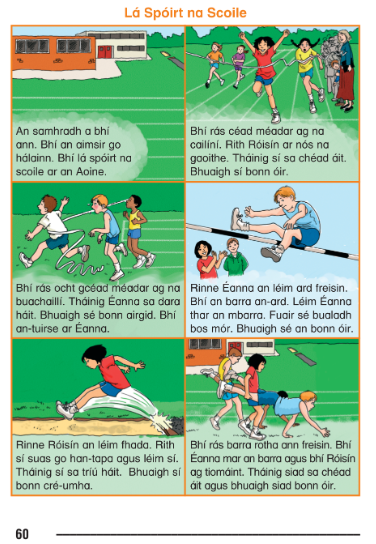 Lá Spóirt na Scoile
An samhradh a bhí
ann. Bhí an aimsir go
hálainn. Bhí lá spóirt na
scoile ar an Aoine.
Bhí rás céad méadar ag na
cailíní. Rith Róisín ar nós na
gaoithe. Tháinig sí sa chéad áit.
Bhuaigh sí bonn óir.
Bhí rás ocht gcéad méadar ag na
buachaillí. Tháinig Éanna sa dara
háit. Bhuaigh sé bonn airgid. Bhí
an-tuirse ar Éanna.
Rinne Éanna an léim ard freisin.
Bhí an barra an-ard. Léim Éanna
thar an mbarra. Fuair sé bualadh
bos mór. Bhuaigh sé an bonn óir.
Rinne Róisín an léim fhada. Rith
sí suas go han-tapa agus léim sí.
Tháinig sí sa tríú háit. Bhuaigh sí
bonn cré-umha.
Bhí rás barra rotha ann freisin. Bhí
Éanna mar an barra agus bhí Róisín
ag tiomáint. Tháinig siad sa chéad
áit agus bhuaigh siad bonn óir.
60